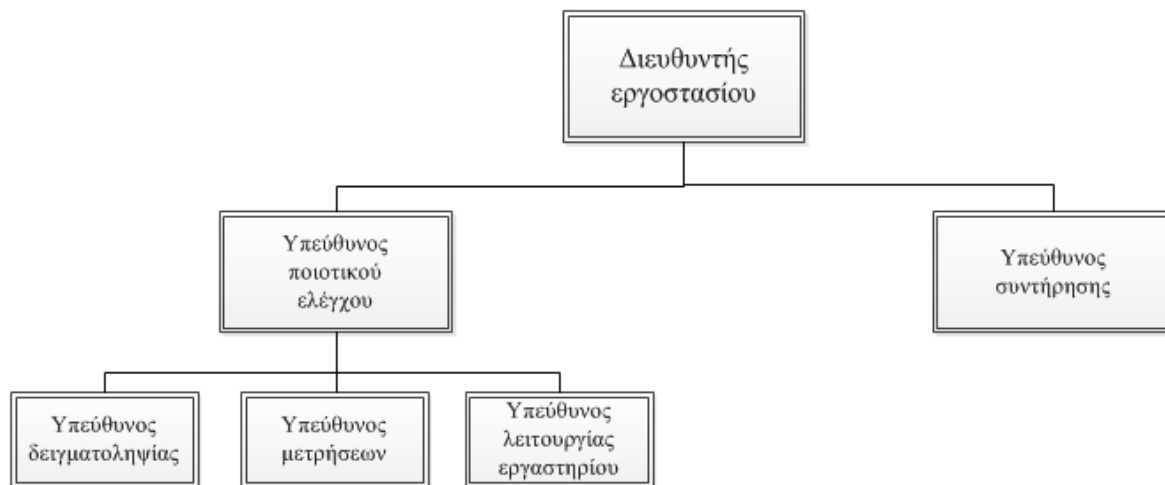 Διευθυντής
εργοστασίου
Υπεύθυνος
ποιοτικού
ελέγχου
Υπεύθυνος
συντήρησης
Υπεύθυνος
δειγματοληψίας
Υπεύθυνος
μετρήσεων
Υπεύθυνος
λειτουργίας
εργαστηρίου